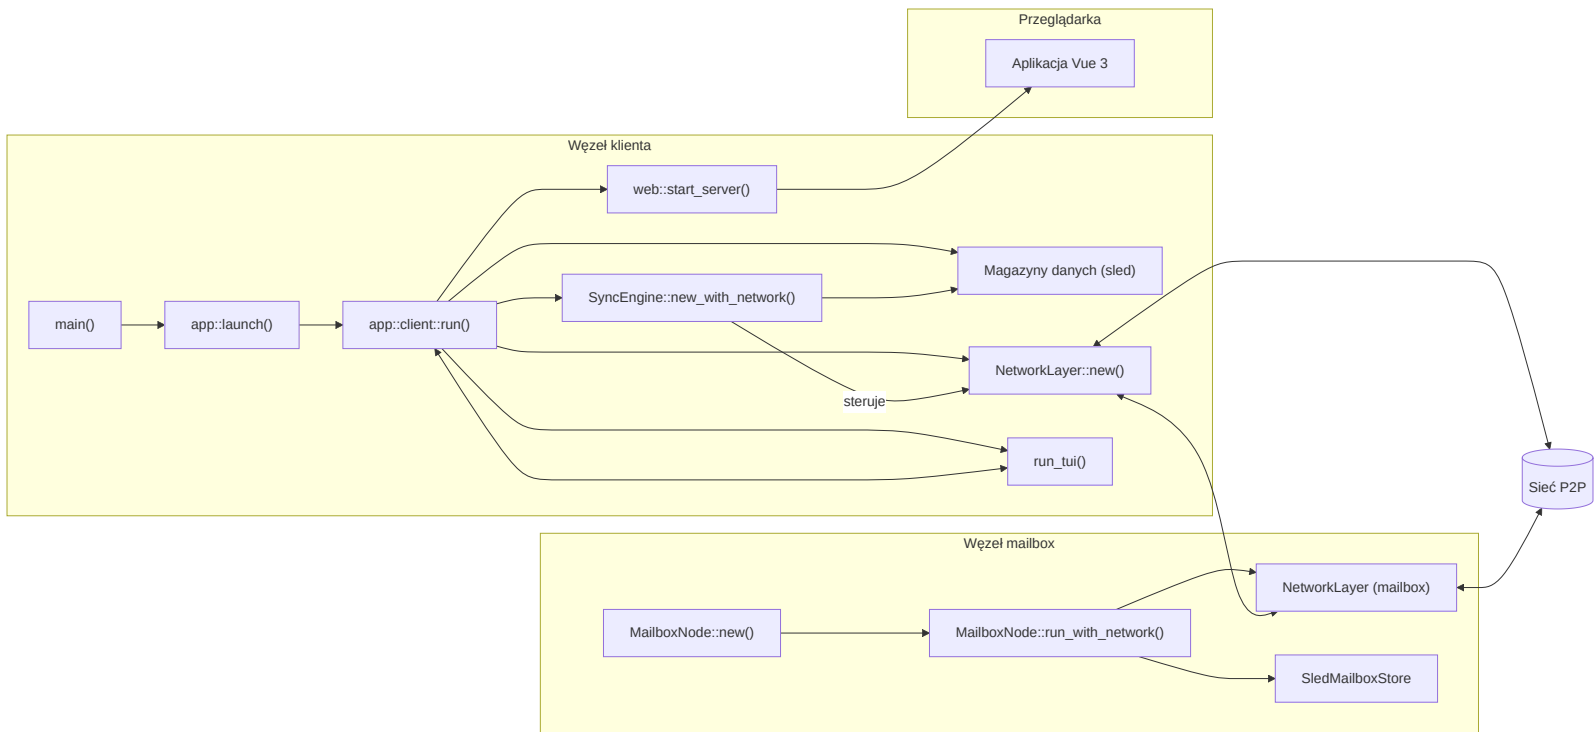 Przeglądarka
Aplikacja Vue 3
Węzeł klienta
web::start_server()
Magazyny danych (sled)
SyncEngine::new_with_network()
main()
app::launch()
app::client::run()
NetworkLayer::new()
steruje
run_tui()
Sieć P2P
Węzeł mailbox
NetworkLayer (mailbox)
MailboxNode::new()
MailboxNode::run_with_network()
SledMailboxStore